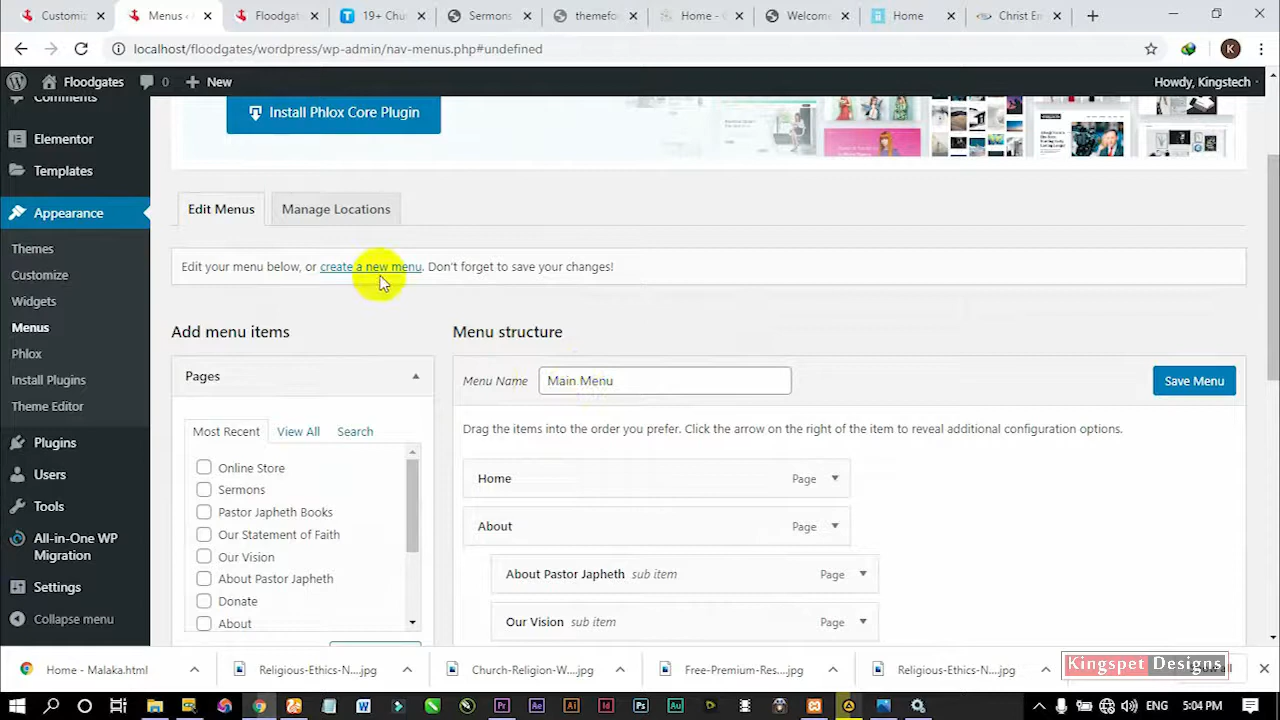 Customiz
Menus
Floodgat
19+ Chu
Sermons
themefo
Home -
Welcome
Home
Christ Em
localhost/floodgates/wordpress/wp-admin/nav-menus.php#undefined
K
Floodgates
0
New
Howdy, Kingstech
Comments
Elementor
Templates
Appearance
Themes
Customize
Widgets
Menus
Phlox
Install Plugins
Theme Editor
Plugins
Users
Tools
All-in-One WP
Migration
Settings
Collapse menu
Install Phlox Core Plugin
Edit Menus
Manage Locations
Edit your menu below, or create a new menu. Don't forget to save your changes!
Add menu items
Pages
Most Recent
View All
Search
Online Store
Sermons
Pastor Japheth Books
Our Statement of Faith
Our Vision
About Pastor Japheth
Donate
About
Menu structure
Menu Name
Main Menu
Save Menu
Drag the items into the order you prefer. Click the arrow on the right of the item to reveal additional configuration options.
Home
Page
About
Page
About Pastor Japheth sub item
Page
Our Vision sub item
Page
Home - Malaka.html
Religious-Ethics-N....jpg
Church-Religion-W....jpg
Free-Premium-Res....jpg
Religious-Ethics-N....jpg
Kingspet Designs
ENG
5:04 PM